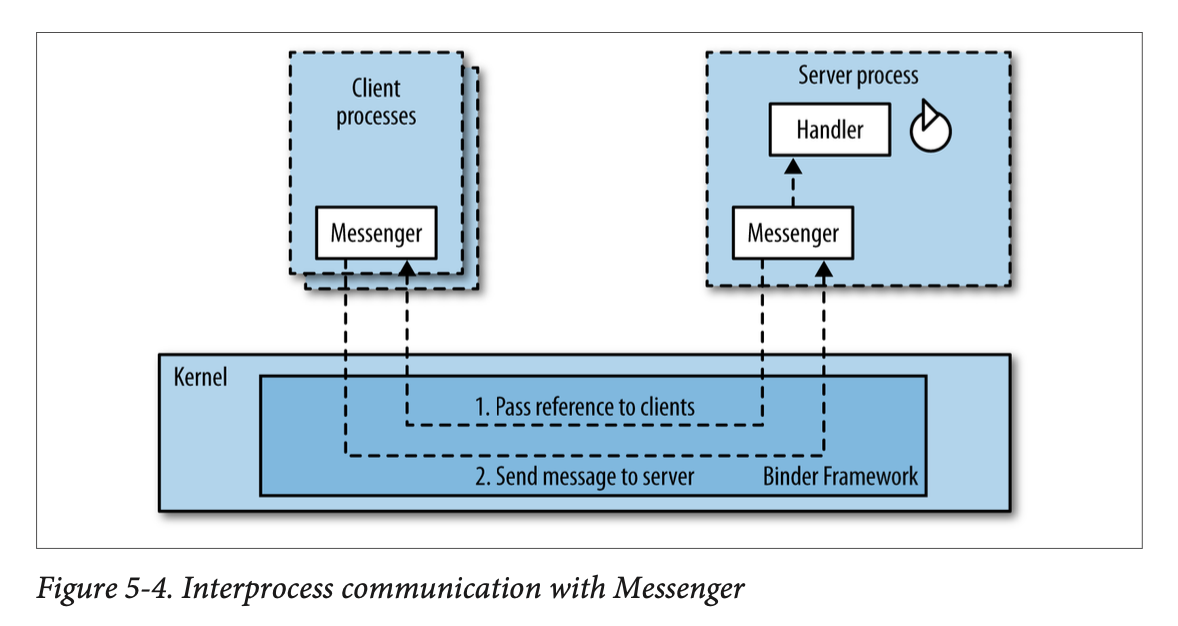 Client
processes
Messenger
Server process
Handler
Messenger
Kernel
1. Pass reference to clients
2. Send message to server
Binder Framework
Figure 5-4. Interprocess communication with Messenger